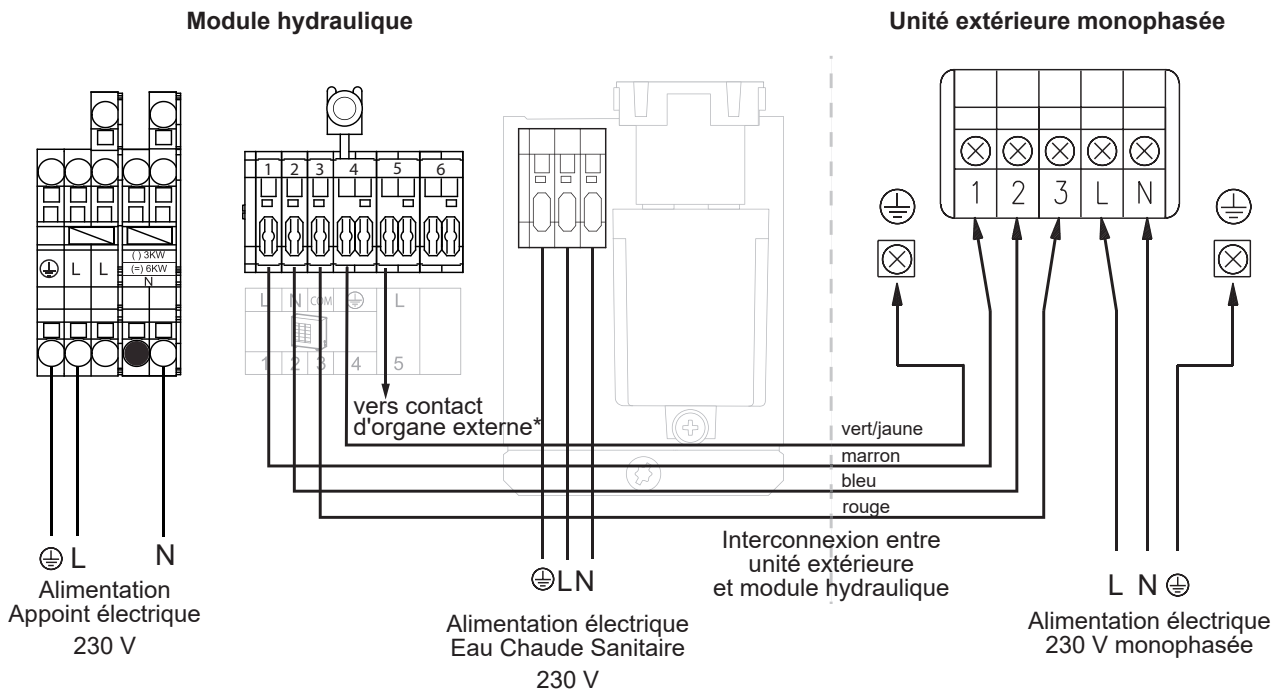 Module hydraulique
Unité extérieure monophasée
1 2 3 4 5 6
L L
( ) 3KW
(=) 6KW
N
L N COM L
1 2 3 4 5
1 2 3 L N
vers contact
d'organe externe*
vert/jaune
marron
bleu
rouge
Interconnexion entre
unité extérieure
et module hydraulique
L N
Alimentation
Appoint électrique
230 V
LN
Alimentation électrique
Eau Chaude Sanitaire
230 V
L N
Alimentation électrique
230 V monophasée